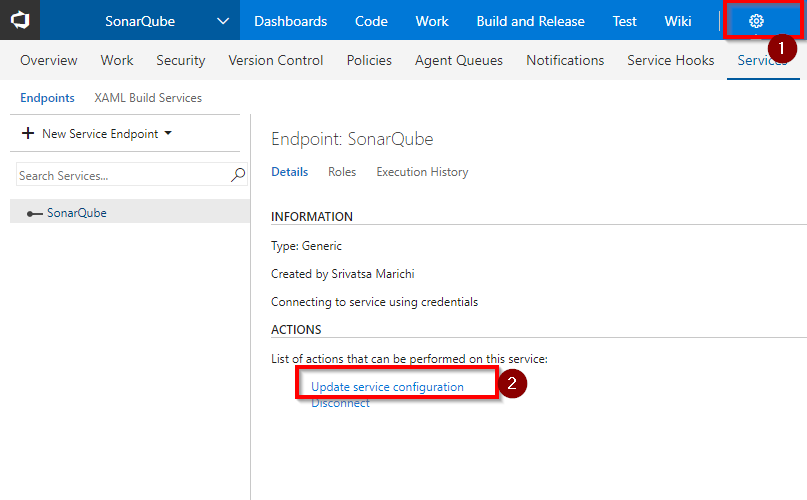 SonarQube Dashboards Code Work Build and Release Test Wiki
1
Overview Work Security Version Control Policies Agent Queues Notifications Service Hooks Services
Endpoints XAML Build Services
New Service Endpoint
Search Services...
SonarQube
Endpoint: SonarQube
Details Roles Execution History
INFORMATION
Type: Generic
Created by Srivatsa Marichi
Connecting to service using credentials
ACTIONS
List of actions that can be performed on this service:
Update service configuration
2
Disconnect